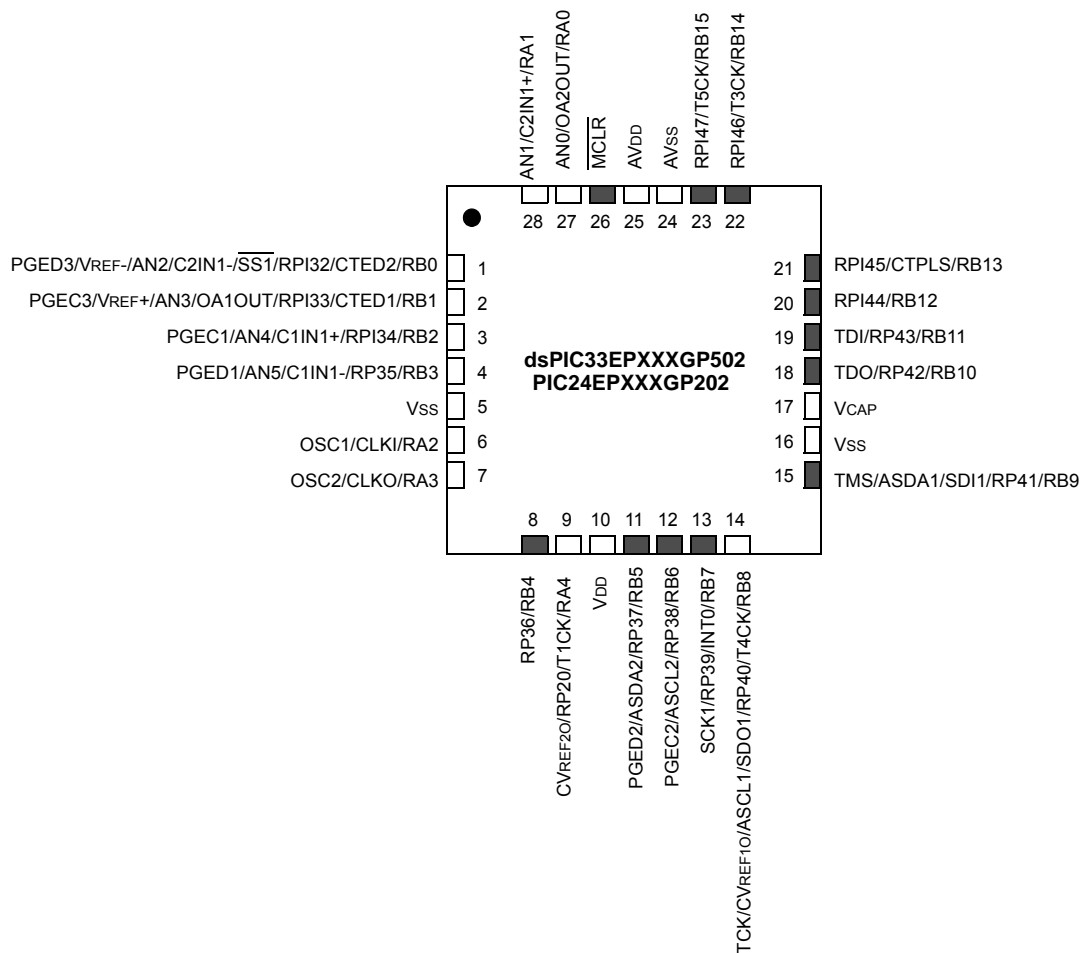 AN1/C2IN1+/RA1
AN0/OA2OUT/RA0
MCLR
AVDD
AVSS
RPI47/T5CK/RB15
RPI46/T3CK/RB14
28
27
26
25
24
23
22
PGED3/VREF-/AN2/C2IN1-/SS1/RPI32/CTED2/RB0
1
PGEC3/VREF+/AN3/OA1OUT/RPI33/CTED1/RB1
2
PGEC1/AN4/C1IN1+/RPI34/RB2
3
PGED1/AN5/C1IN1-/RP35/RB3
4
VSS
5
OSC1/CLKI/RA2
6
OSC2/CLKO/RA3
7
dsPIC33EPXXXGP502
PIC24EPXXXGP202
21
RPI45/CTPLS/RB13
20
RPI44/RB12
19
TDI/RP43/RB11
18
TDO/RP42/RB10
17
VCAP
16
VSS
15
TMS/ASDA1/SDI1/RP41/RB9
8
9
10
11
12
13
14
RP36/RB4
CVREF2O/RP20/T1CK/RA4
VDD
PGED2/ASDA2/RP37/RB5
PGEC2/ASCL2/RP38/RB6
SCK1/RP39/INT0/RB7
TCK/CVREF1O/ASCL1/SDO1/RP40/T4CK/RB8